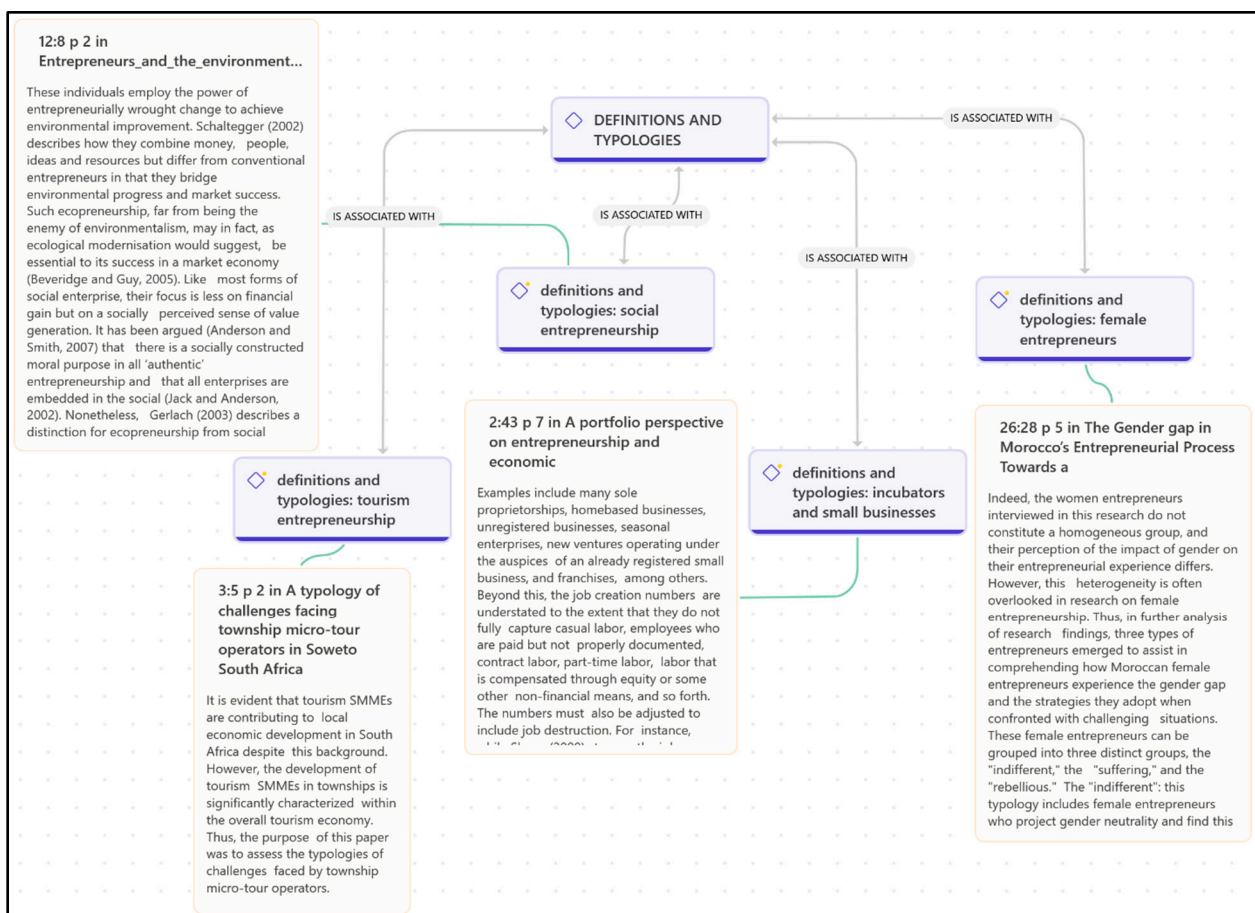 12:8 p 2 in
Entrepreneurs_and_the_environment...
These individuals employ the power of
entrepreneurially wrought change to achieve
environmental improvement. Schaltegger (2002)
describes how they combine money, people,
ideas and resources but differ from conventional
entrepreneurs in that they bridge
environmental progress and market success.
Such ecopreneurship, far from being the
enemy of environmentalism, may in fact, as
ecological modernisation would suggest, be
essential to its success in a market economy
(Beveridge and Guy, 2005). Like most forms of
social enterprise, their focus is less on financial
gain but on a socially perceived sense of value
generation. It has been argued (Anderson and
Smith, 2007) that there is a socially constructed
moral purpose in all ‘authentic’
entrepreneurship and that all enterprises are
embedded in the social (Jack and Anderson,
2002). Nonetheless, Gerlach (2003) describes a
distinction for ecopreneurship from social
DEFINITIONS AND
TYPOLOGIES
IS ASSOCIATED WITH
IS ASSOCIATED WITH
IS ASSOCIATED WITH
IS ASSOCIATED WITH
definitions and
typologies: social
entrepreneurship
definitions and
typologies: female
entrepreneurs
definitions and
typologies: tourism
entrepreneurship
definitions and
typologies: incubators
and small businesses
2:43 p 7 in A portfolio perspective
on entrepreneurship and
economic
Examples include many sole
proprietorships, homebased businesses,
unregistered businesses, seasonal
enterprises, new ventures operating under
the auspices of an already registered small
business, and franchises, among others.
Beyond this, the job creation numbers are
understated to the extent that they do not
fully capture casual labor, employees who
are paid but not properly documented,
contract labor, part-time labor, labor that
is compensated through equity or some
other non-financial means, and so forth.
The numbers must also be adjusted to
include job destruction. For instance,
3:5 p 2 in A typology of
challenges facing
township micro-tour
operators in Soweto
South Africa
It is evident that tourism SMMEs
are contributing to local
economic development in South
Africa despite this background.
However, the development of
tourism SMMEs in townships is
significantly characterized within
the overall tourism economy.
Thus, the purpose of this paper
was to assess the typologies of
challenges faced by township
micro-tour operators.
26:28 p 5 in The Gender gap in
Morocco’s Entrepreneurial Process
Towards a
Indeed, the women entrepreneurs
interviewed in this research do not
constitute a homogeneous group, and
their perception of the impact of gender on
their entrepreneurial experience differs.
However, this heterogeneity is often
overlooked in research on female
entrepreneurship. Thus, in further analysis
of research findings, three types of
entrepreneurs emerged to assist in
comprehending how Moroccan female
entrepreneurs experience the gender gap
and the strategies they adopt when
confronted with challenging situations.
These female entrepreneurs can be
grouped into three distinct groups, the
"indifferent," the "suffering," and the
"rebellious." The "indifferent": this
typology includes female entrepreneurs
who project gender neutrality and find this